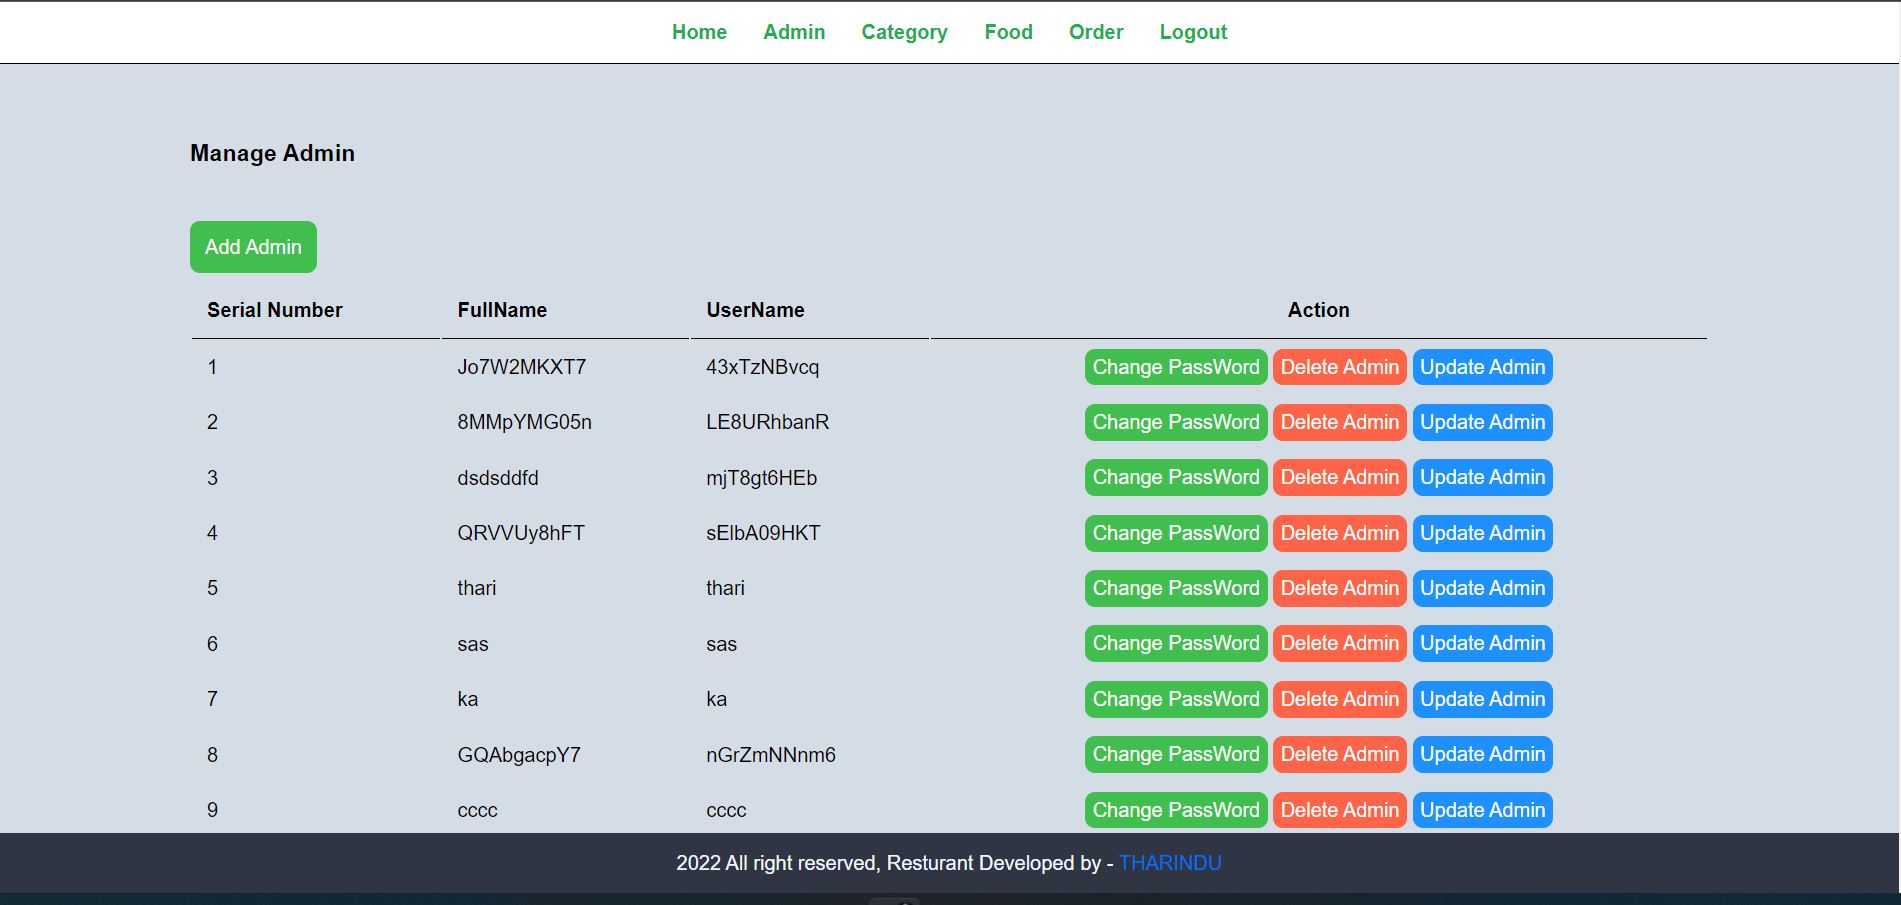 Home Admin Category Food Order Logout
Manage Admin
Add Admin
Serial Number FullName UserName Action
1 Jo7W2MKXT7 43xTzNBvcq Change PassWord Delete Admin Update Admin
2 8MMpYMG05n LE8URhbanR Change PassWord Delete Admin Update Admin
3 dsdsddfd mjT8gt6HEb Change PassWord Delete Admin Update Admin
4 QRVVUy8hFT sElbA09HKT Change PassWord Delete Admin Update Admin
5 thari thari Change PassWord Delete Admin Update Admin
6 sas sas Change PassWord Delete Admin Update Admin
7 ka ka Change PassWord Delete Admin Update Admin
8 GQAbgacpY7 nGrZmNNnm6 Change PassWord Delete Admin Update Admin
9 cccc cccc Change PassWord Delete Admin Update Admin
2022 All right reserved, Resturant Developed by - THARINDU